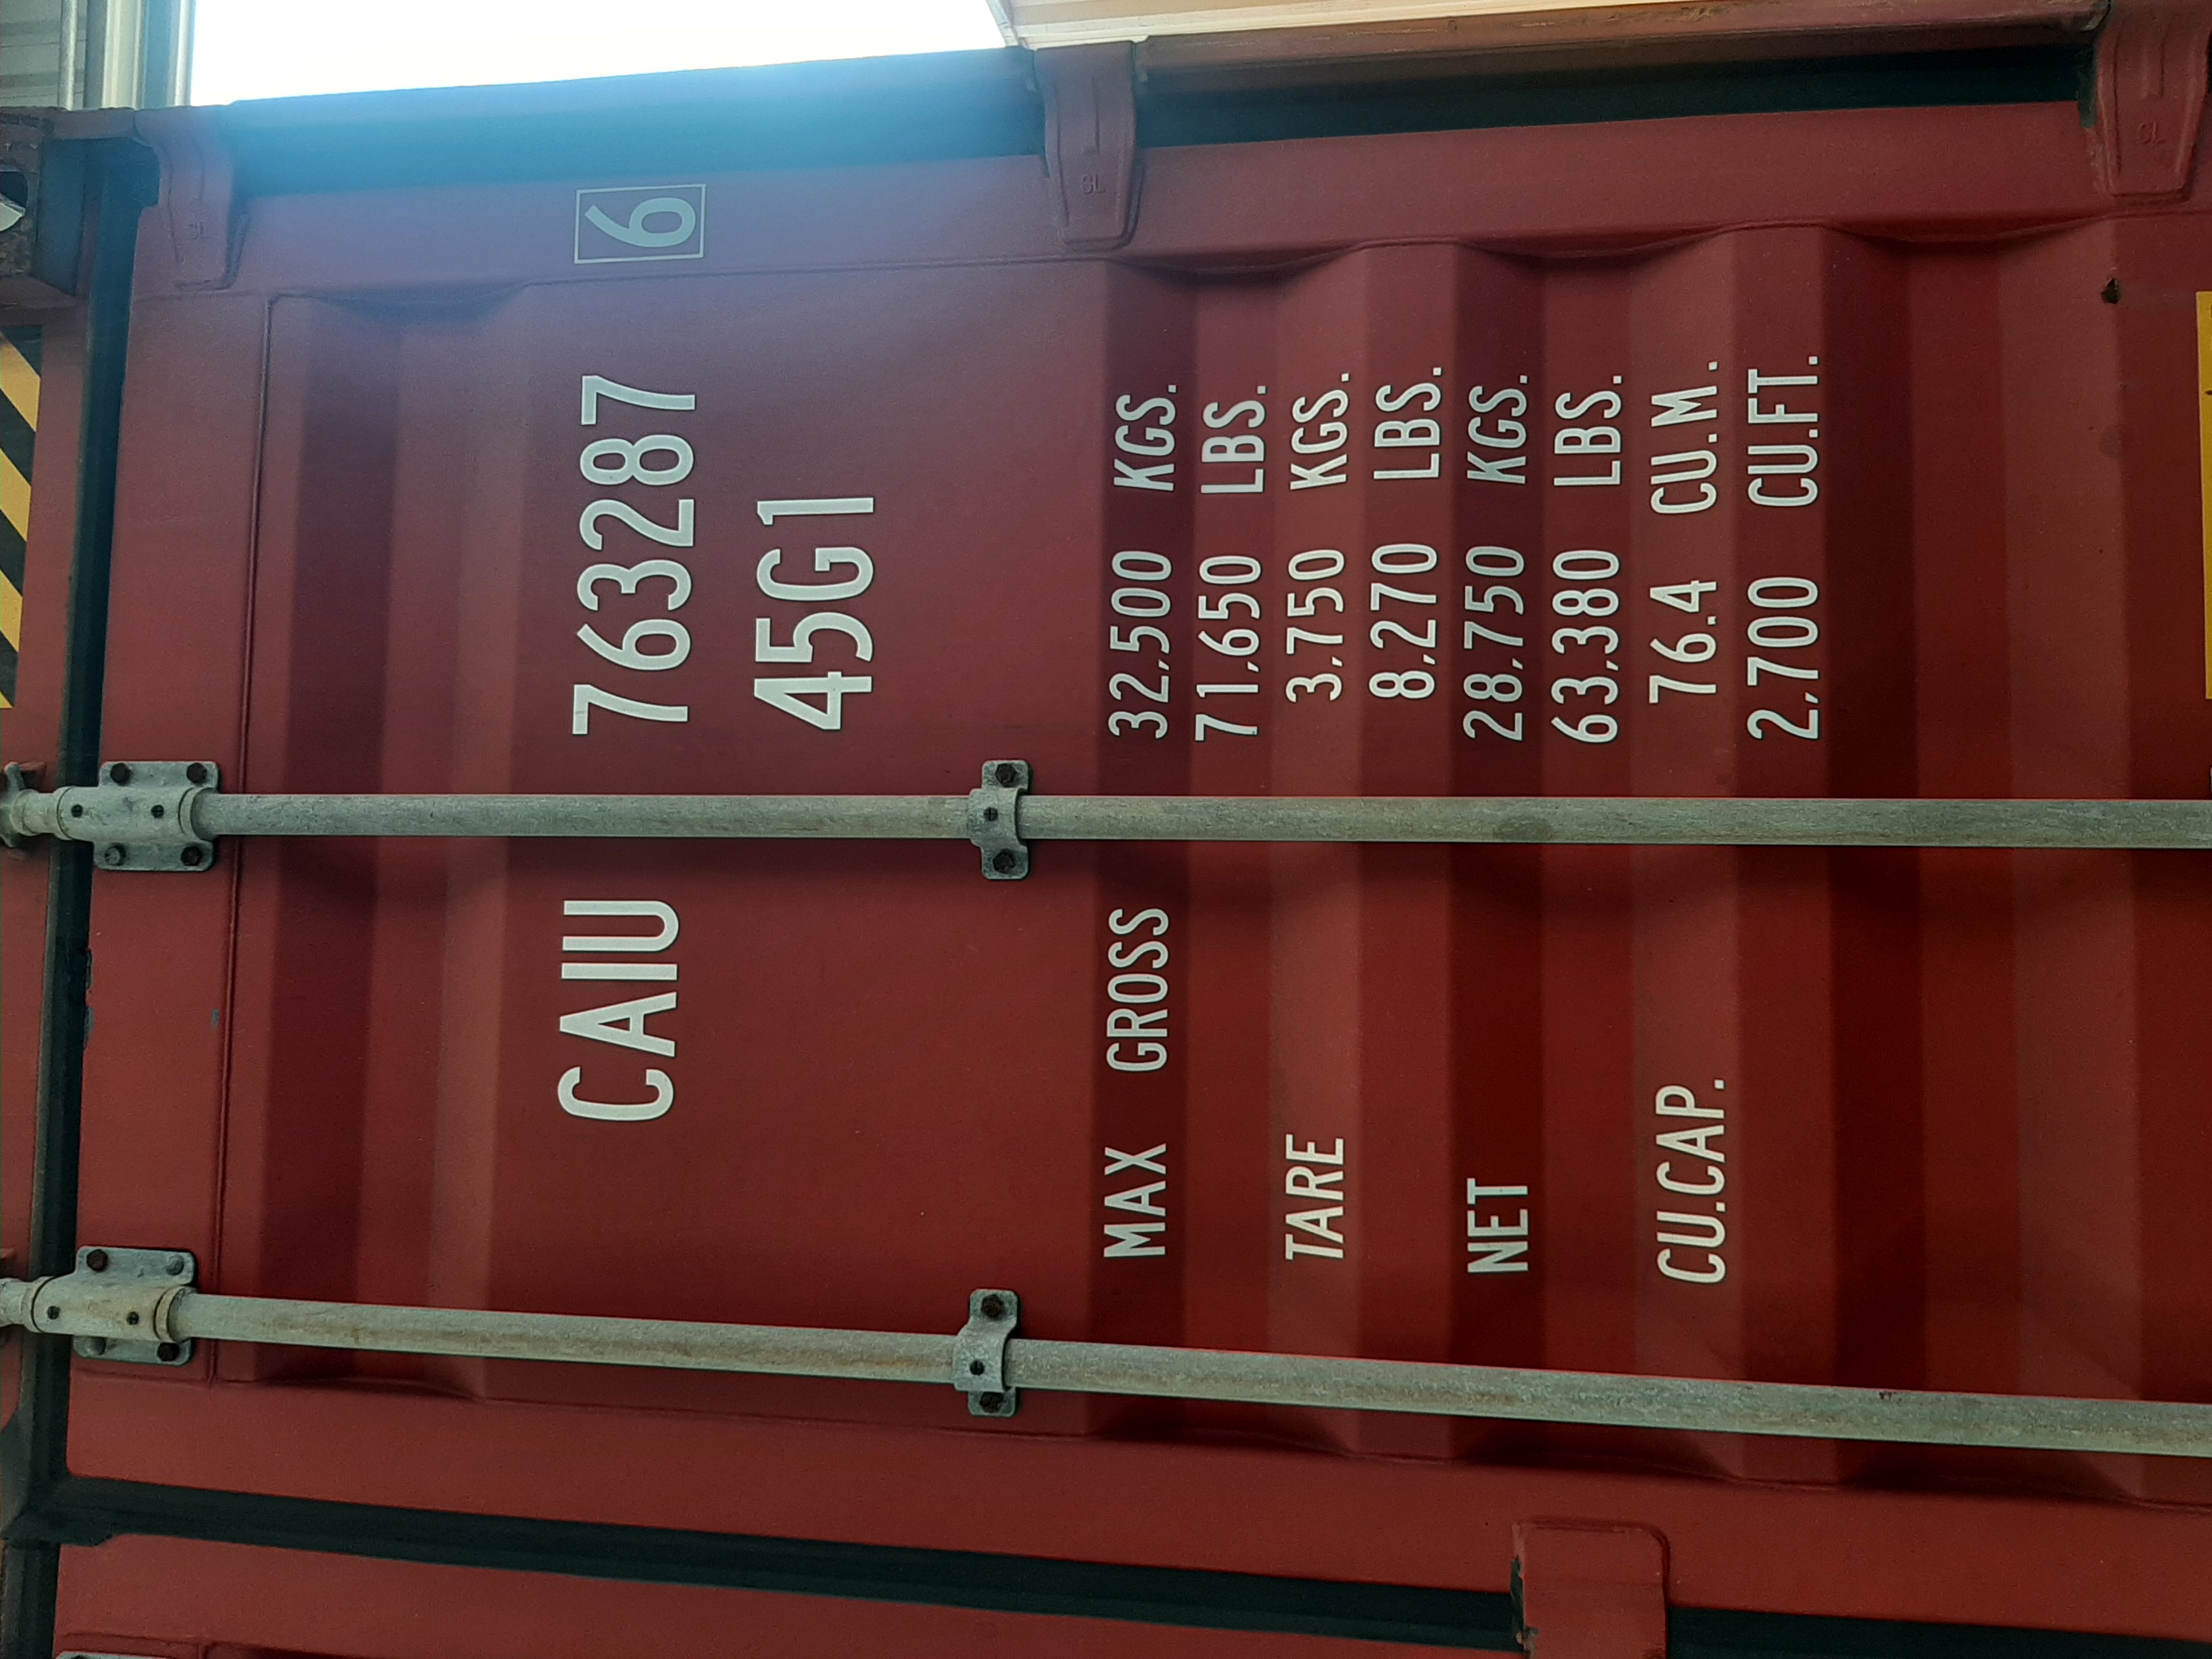 CAIU 763287 6
45G1
MAX GROSS 32,500 KGS.
71,650 LBS.
TARE 3,750 KGS.
8,270 LBS.
NET 28,750 KGS.
63,380 LBS.
CU.CAP. 76.4 CU.M.
2,700 CU.FT.